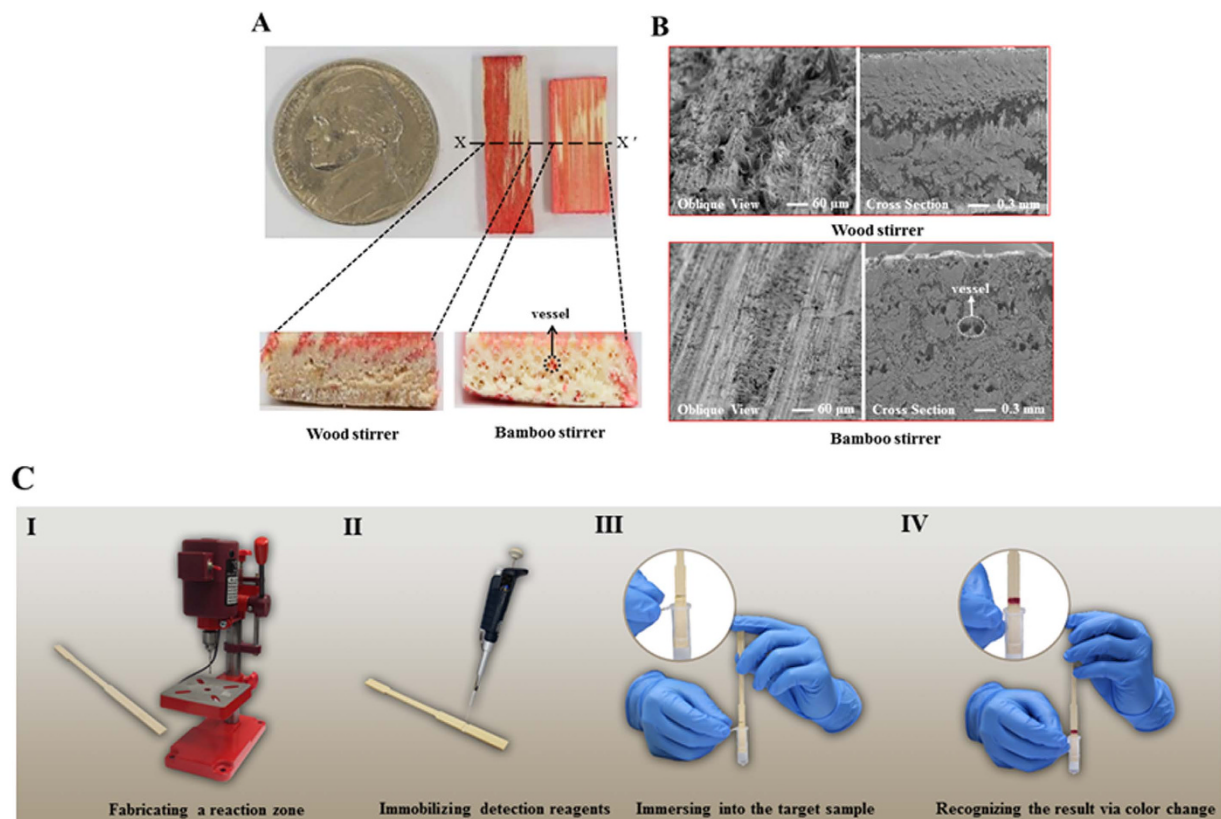 A
X
X′
vessel
Wood stirrer
Bamboo stirrer
B
Oblique View
60 μm
Cross Section
0.3 mm
Wood stirrer
vessel
Oblique View
60 μm
Cross Section
0.3 mm
Bamboo stirrer
C
I
II
III
IV
Fabricating a reaction zone
Immobilizing detection reagents
Immersing into the target sample
Recognizing the result via color change